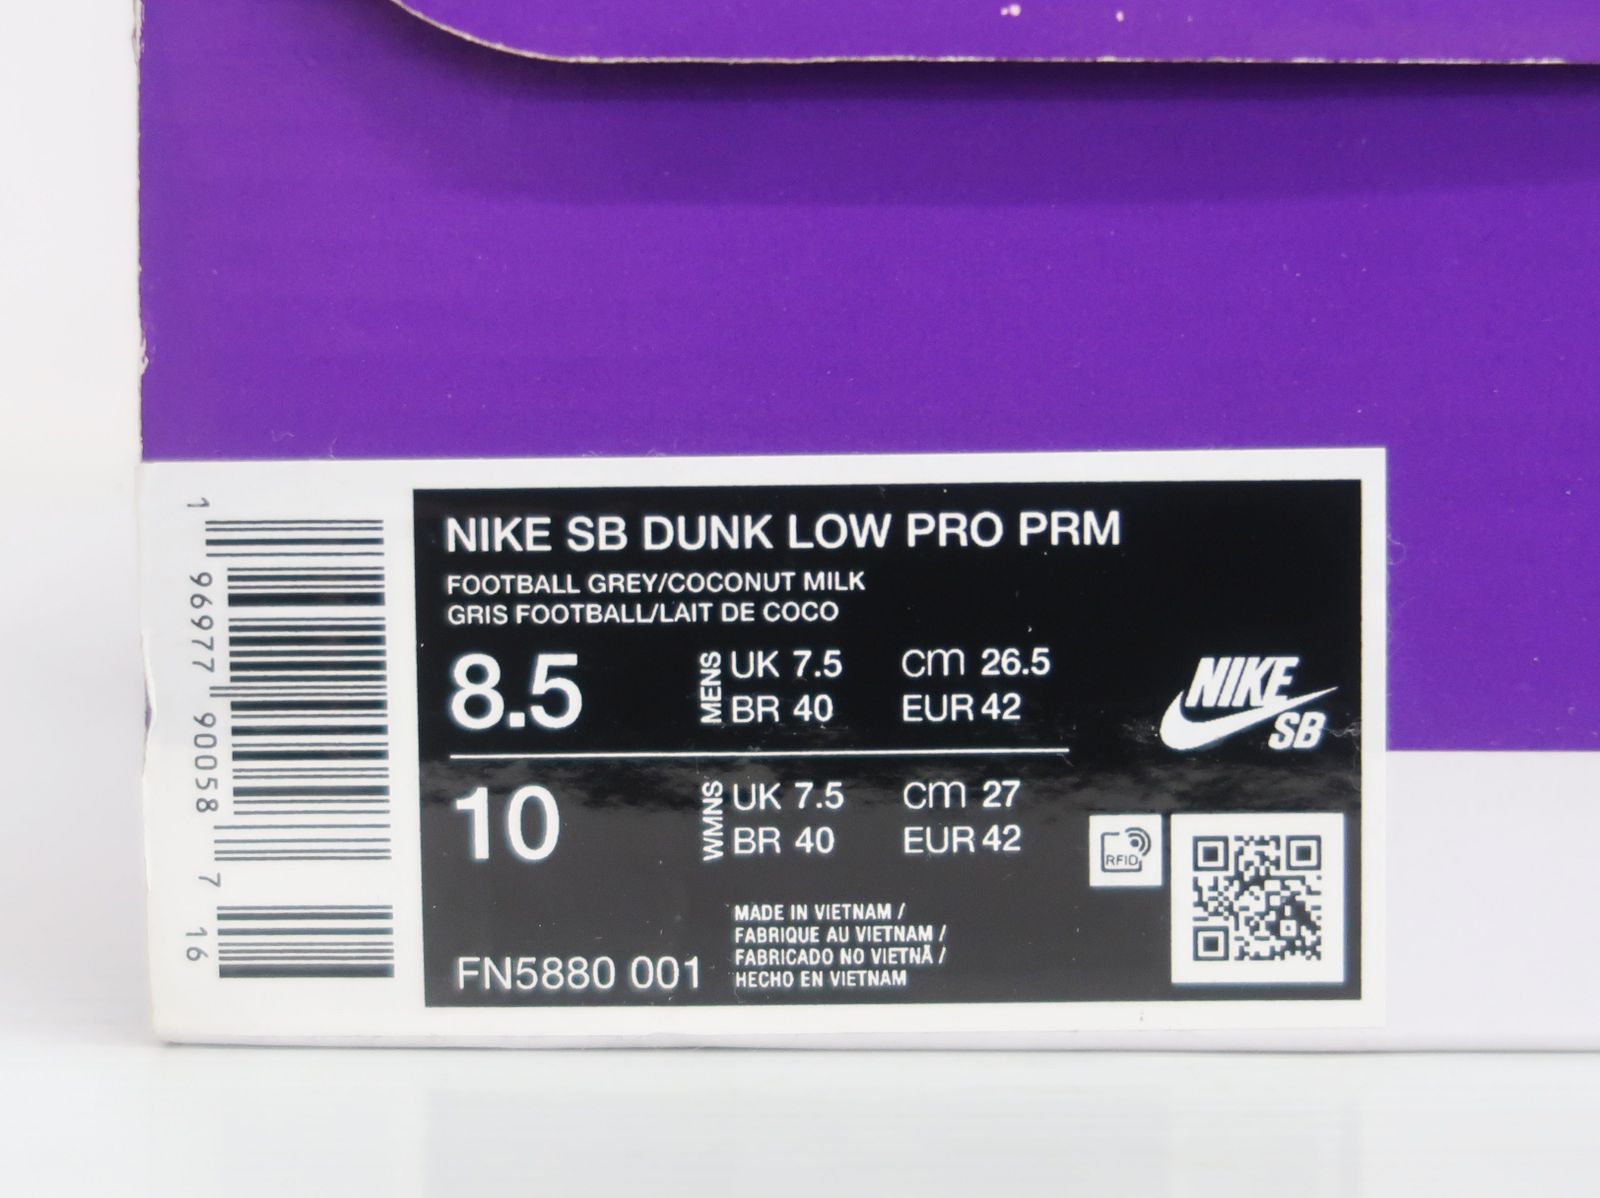 NIKE SB DUNK LOW PRO PRM
FOOTBALL GREY/COCONUT MILK
GRIS FOOTBALL/LAIT DE COCO
8.5
MENS
UK 7.5 cm 26.5
BR 40 EUR 42
10
WMNS
UK 7.5 cm 27
BR 40 EUR 42
NIKE
SB
RFID
MADE IN VIETNAM /
FABRIQUE AU VIETNAM /
FABRICADO NO VIETNÃ /
HECHO EN VIETNAM
FN5880 001
1 96977 90058 7 16